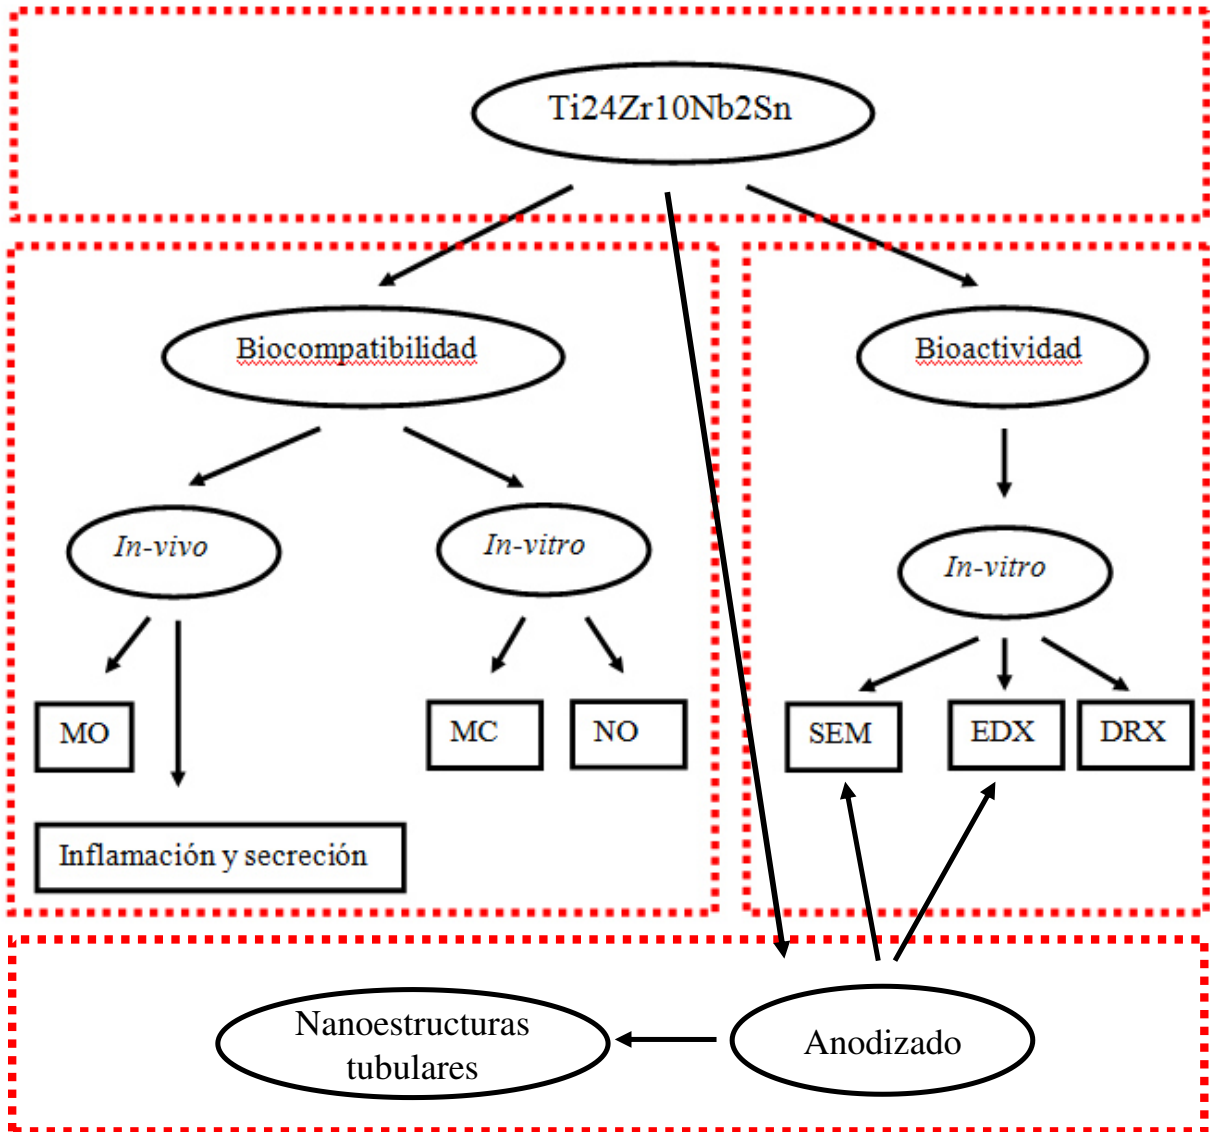 Ti24Zr10Nb2Sn
Biocompatibilidad
Bioactividad
In-vivo
In-vitro
In-vitro
MO
MC
NO
SEM
EDX
DRX
Inflamación y secreción
Nanoestructuras
tubulares
Anodizado